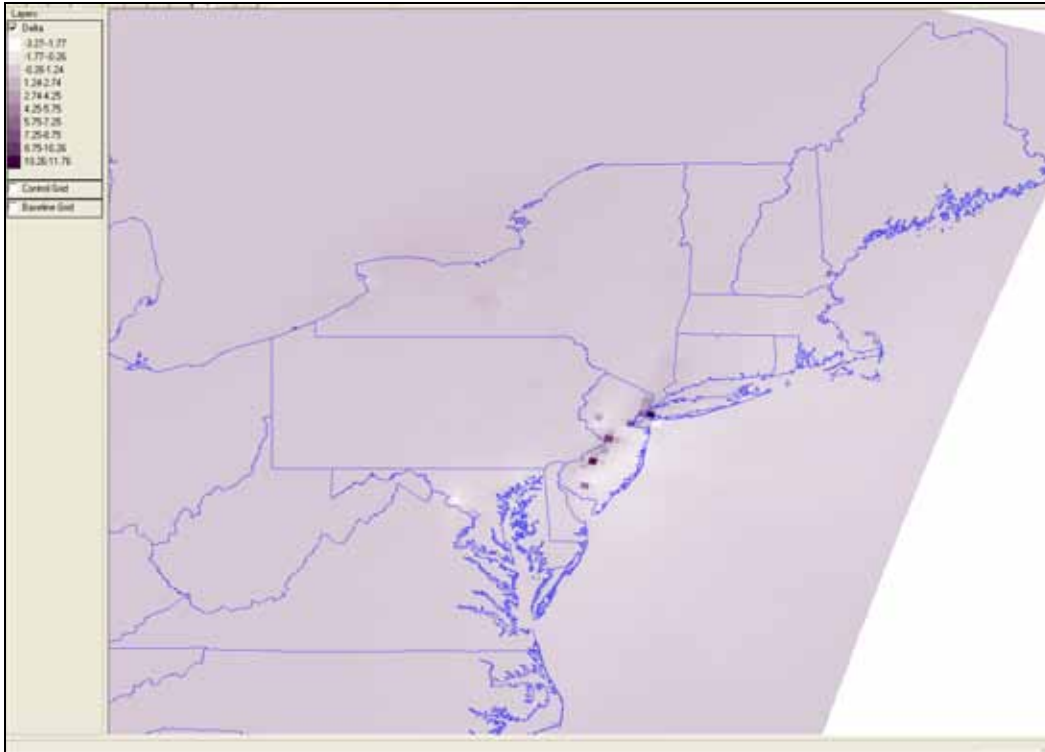 Layers
Delta
-3.27-1.77
-1.77-0.26
-0.26-1.24
1.24-2.74
2.74-4.25
4.25-5.75
5.75-7.25
7.25-8.75
8.75-10.26
10.26-11.76
Control Grid
Baseline Grid